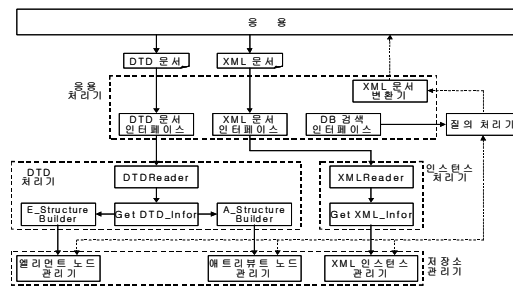 응 용
DTD 문서
XML 문서
응용
처리기
XML 문서
변환기
DTD 문서
인터페이스
XML 문서
인터페이스
DB 검색
인터페이스
질의 처리기
DTD
처리기
DTDReader
XMLReader
인스턴스
처리기
E_Structure
Builder
Get DTD_Infor
A_Structure
Builder
Get XML_Infor
엘리먼트 노드
관리기
애트리뷰트 노드
관리기
XML 인스턴스
관리기
저장소
관리기